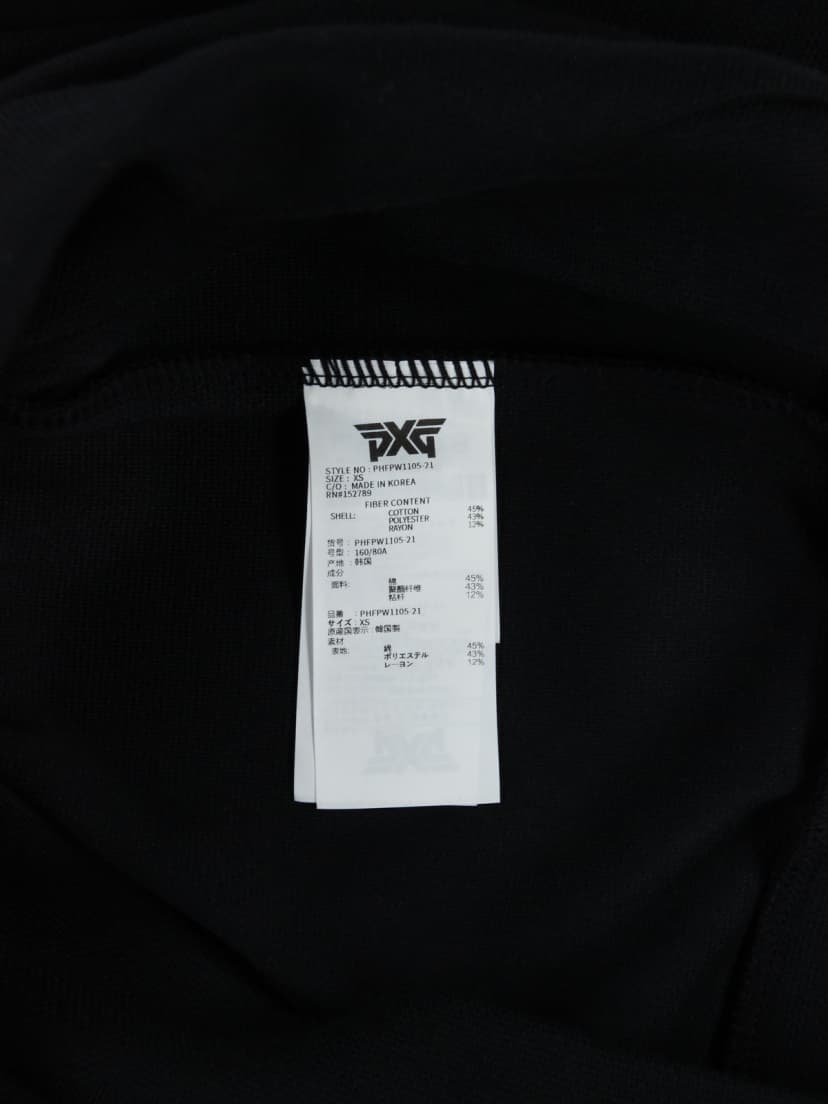 PXG
STYLE NO : PHFPW1105-21
SIZE : XS
C/O : MADE IN KOREA
RN#152789
FIBER CONTENT
SHELL: COTTON 45%
POLYESTER 43%
RAYON 12%
货号 : PHFPW1105-21
号型 : 160/80A
产地 : 韩国
成分
面料: 棉 45%
聚酯纤维 43%
粘纤 12%
品番 : PHFPW1105-21
サイズ : XS
原産国表示 : 韓国製
素材
表地: 綿 45%
ポリエステル 43%
レーヨン 12%